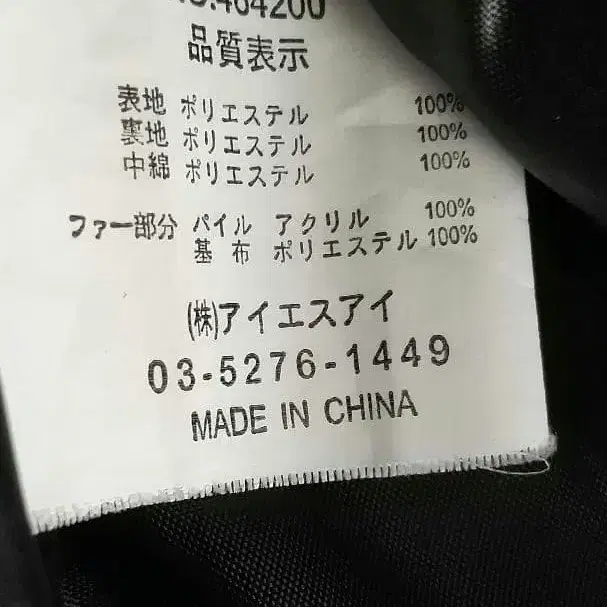 .464200
品質表示
表地 ポリエステル 100%
裏地 ポリエステル 100%
中綿 ポリエステル 100%
ファー部分 パイル アクリル 100%
基布 ポリエステル 100%
(株)アイエスアイ
03-5276-1449
MADE IN CHINA